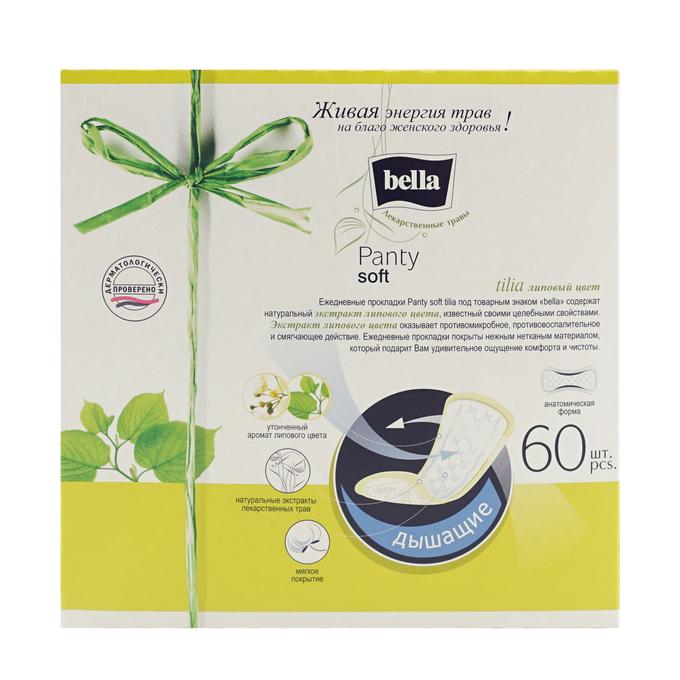 Живая энергия трав
на благо женского здоровья!
bella
Лекарственные травы
Panty
soft
ДЕРМАТОЛОГИЧЕСКИ
ПРОВЕРЕНО
tilia липовый цвет
Ежедневные прокладки Panty soft tilia под товарным знаком «bella» содержат
натуральный экстракт липового цвета, известный своими целебными свойствами.
Экстракт липового цвета оказывает противомикробное, противовоспалительное
и смягчающее действие. Ежедневные прокладки покрыты нежным нетканым материалом,
который подарит Вам удивительное ощущение комфорта и чистоты.
анатомическая
форма
утонченный
аромат липового цвета
60 шт.
pcs.
натуральные экстракты
лекарственных трав
дышащие
мягкое
покрытие